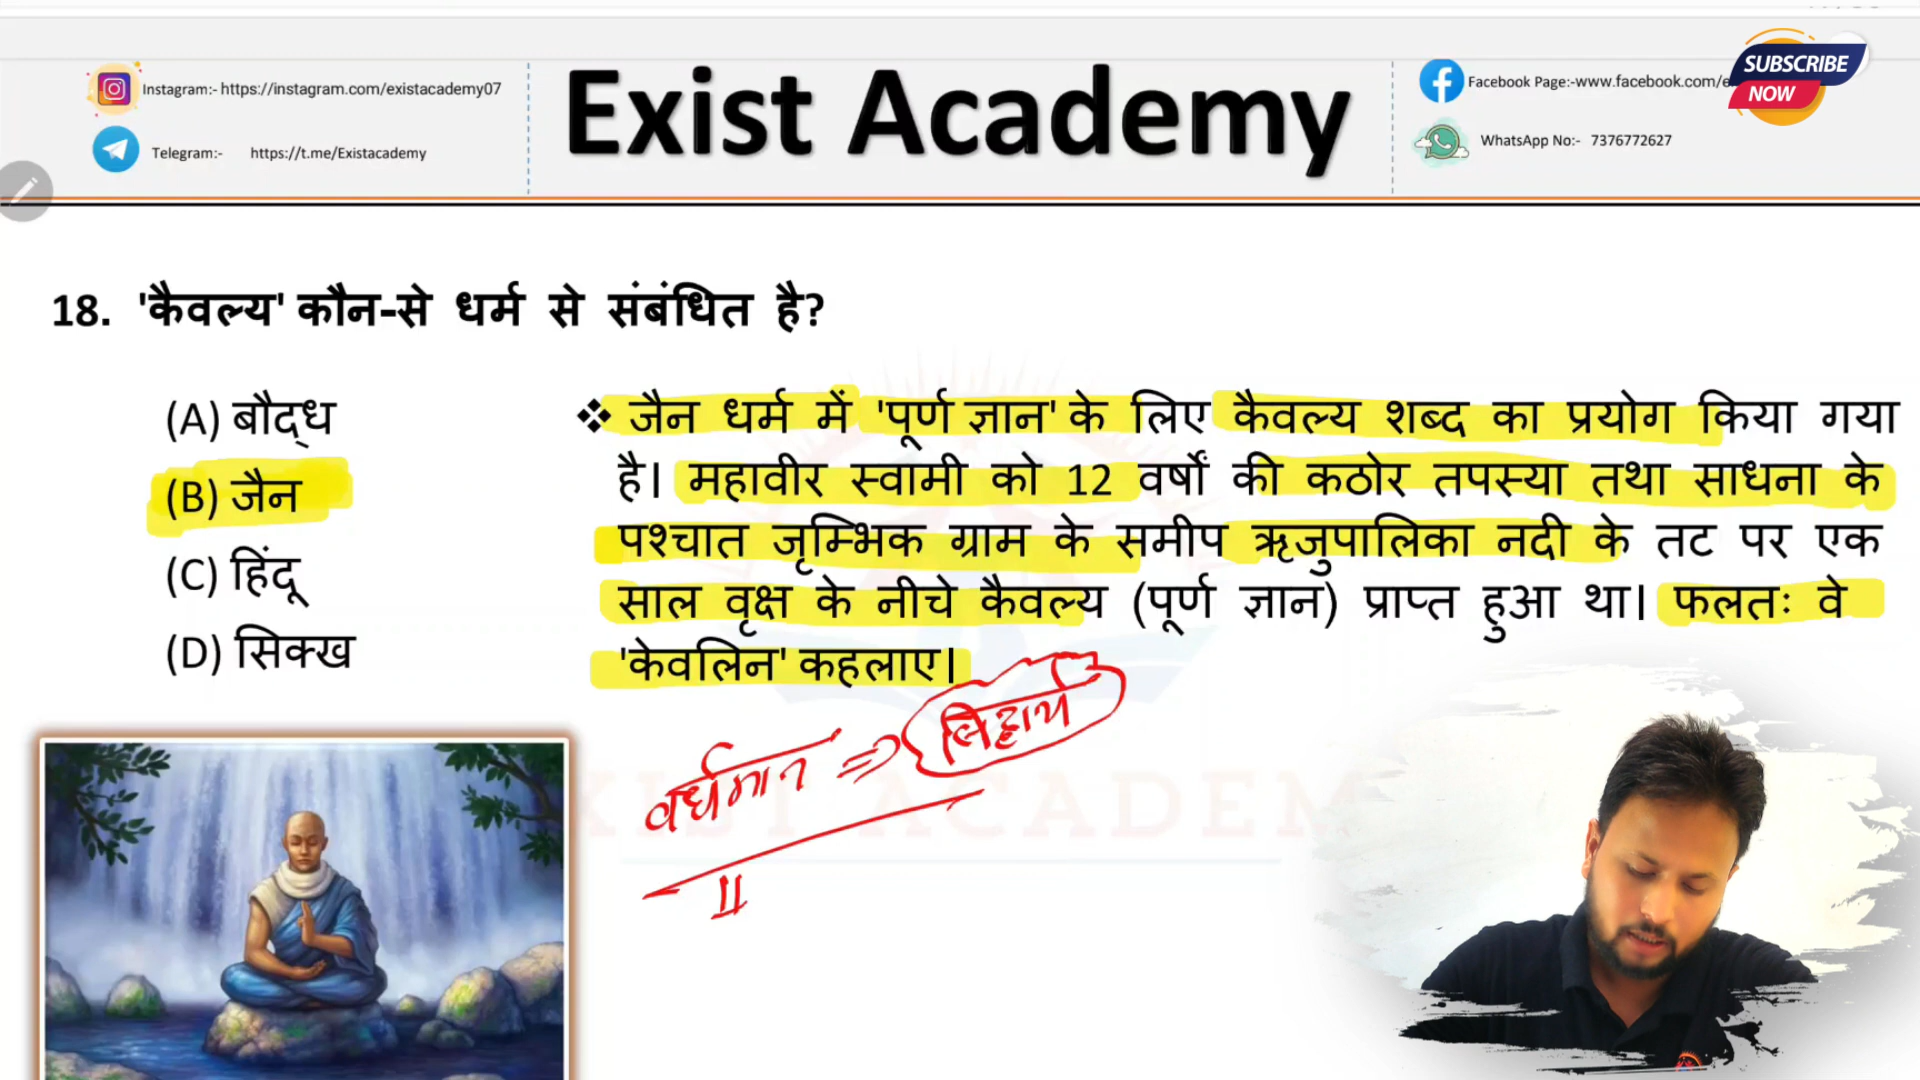 Instagram:- https://instagram.com/existacademy07
Telegram:- https://t.me/Existacademy
Exist Academy
Facebook Page:-www.facebook.com/e
WhatsApp No:- 7376772627
SUBSCRIBE
NOW
18. 'कैवल्य' कौन-से धर्म से संबंधित है?
(A) बौद्ध
(B) जैन
(C) हिंदू
(D) सिक्ख
❖ जैन धर्म में 'पूर्ण ज्ञान' के लिए कैवल्य शब्द का प्रयोग किया गया
है। महावीर स्वामी को 12 वर्षों की कठोर तपस्या तथा साधना के
पश्चात जृम्भिक ग्राम के समीप ऋजुपालिका नदी के तट पर एक
साल वृक्ष के नीचे कैवल्य (पूर्ण ज्ञान) प्राप्त हुआ था। फलतः वे
'केवलिन' कहलाए।
वर्धमान =>
ACADEM